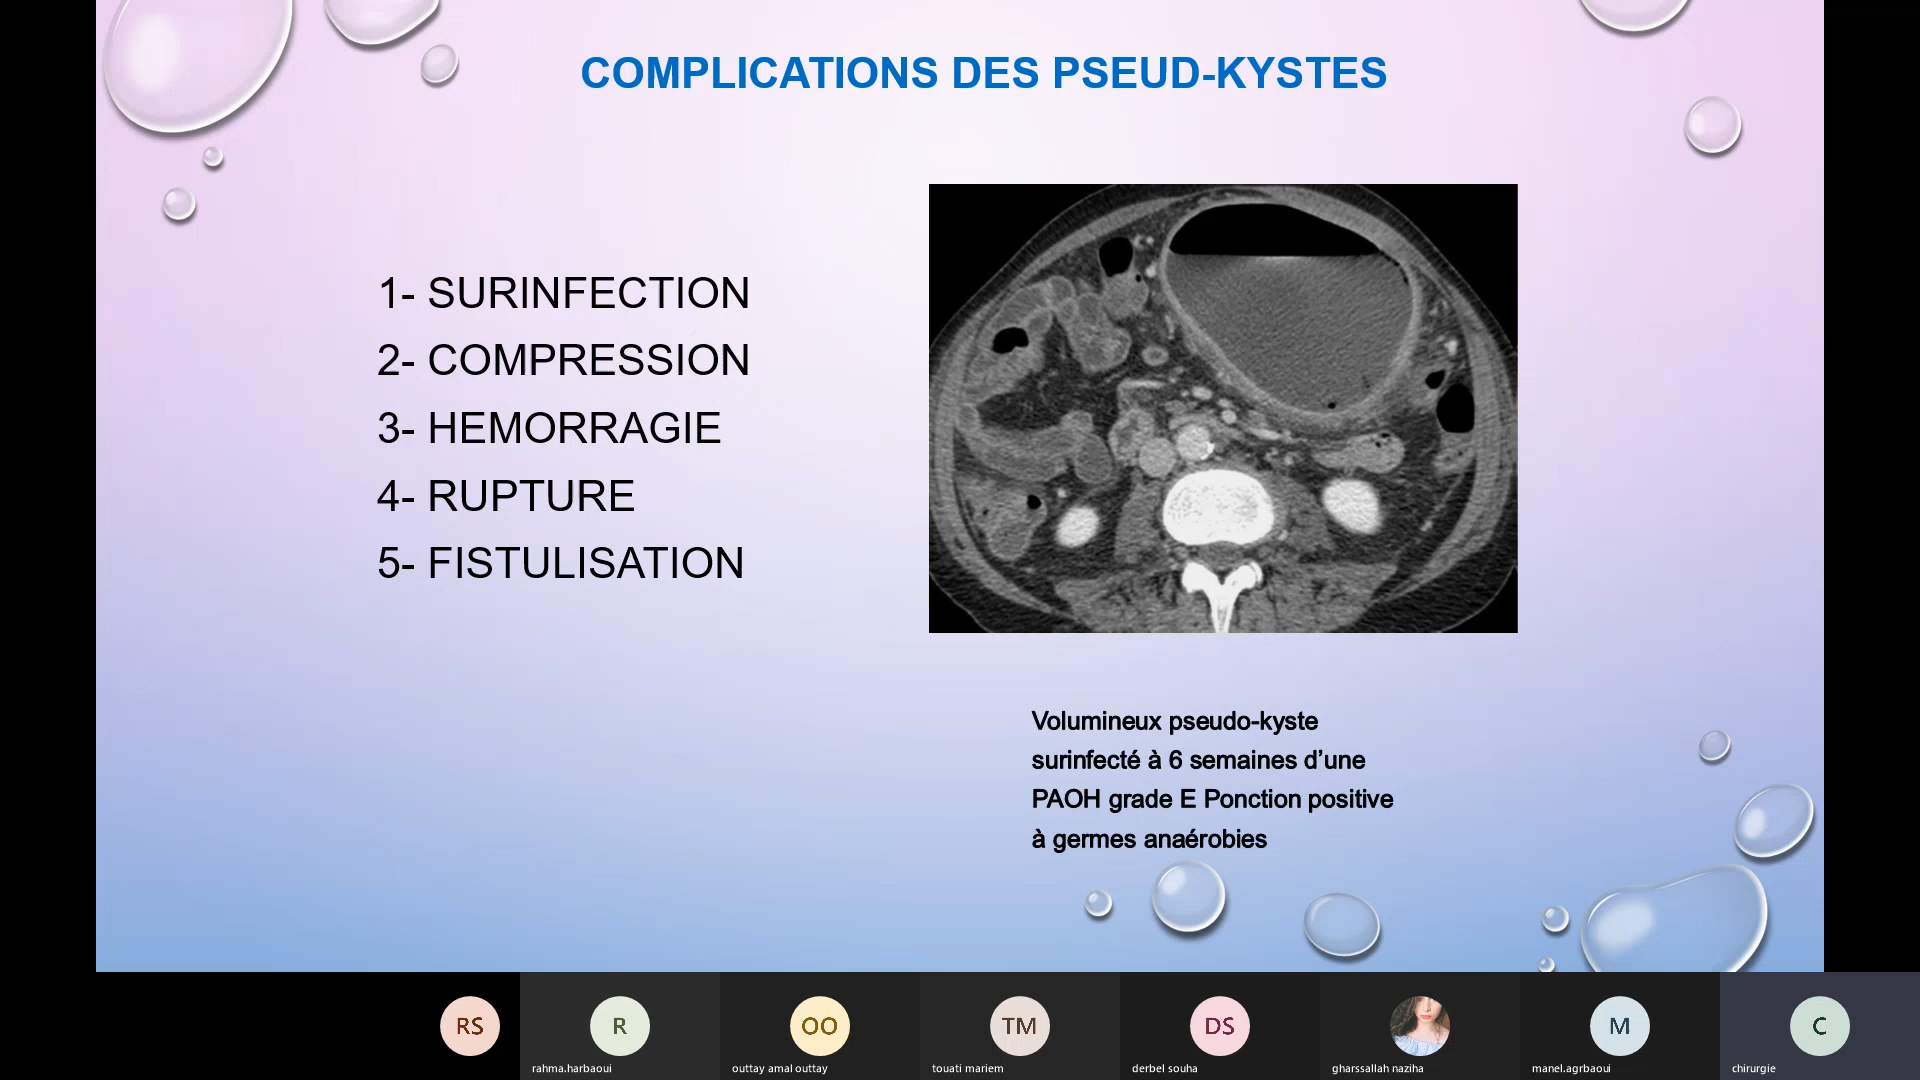 COMPLICATIONS DES PSEUD-KYSTES
1- SURINFECTION
2- COMPRESSION
3- HEMORRAGIE
4- RUPTURE
5- FISTULISATION
Volumineux pseudo-kyste
surinfecté à 6 semaines d’une
PAOH grade E Ponction positive
à germes anaérobies
RS
R
OO
TM
DS
M
C
rahma.harbaoui
outtay amal outtay
touati mariem
derbel souha
gharssallah naziha
manel.agrbaoui
chirurgie